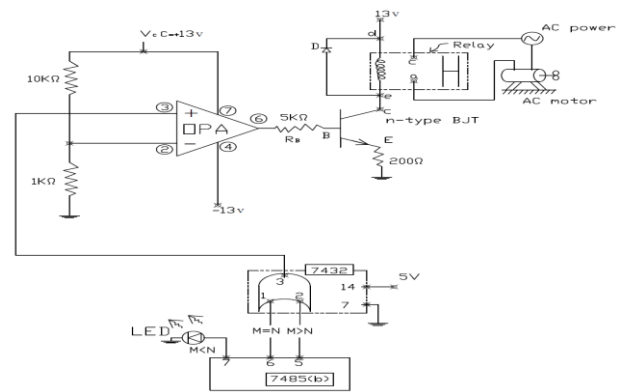 Vcc=+13v
13v
AC power
d
D
Relay
10KΩ
H
AC motor
e
③
⑦
C
+
OPA
⑥
5KΩ
n-type BJT
B
RB
E
−
②
④
1KΩ
200Ω
-13v
7432
3
14
5V
1
2
7
LED
M=N
M>N
M<N
7
6
5
7485(b)